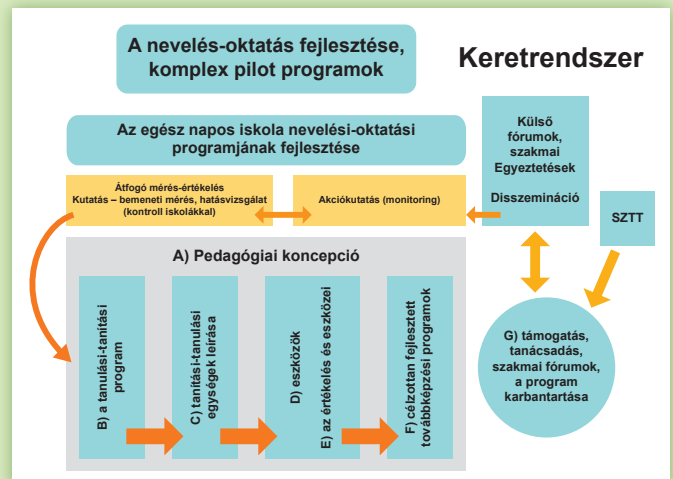 A nevelés-oktatás fejlesztése,
komplex pilot programok
Keretrendszer
Az egész napos iskola nevelési-oktatási
programjának fejlesztése
Külső
fórumok,
szakmai
Egyeztetések
Disszemináció
SZTT
Átfogó mérés-értékelés
Kutatás – bemeneti mérés, hatásvizsgálat
(kontroll iskolákkal)
Akciókutatás (monitoring)
A) Pedagógiai koncepció
B) a tanulási-tanítási
program
C) tanítási-tanulási
egységek leírása
D) eszközök
E) az értékelés és eszközei
F) célzottan fejlesztett
továbbképzési programok
G) támogatás,
tanácsadás,
szakmai fórumok,
a program
karbantartása